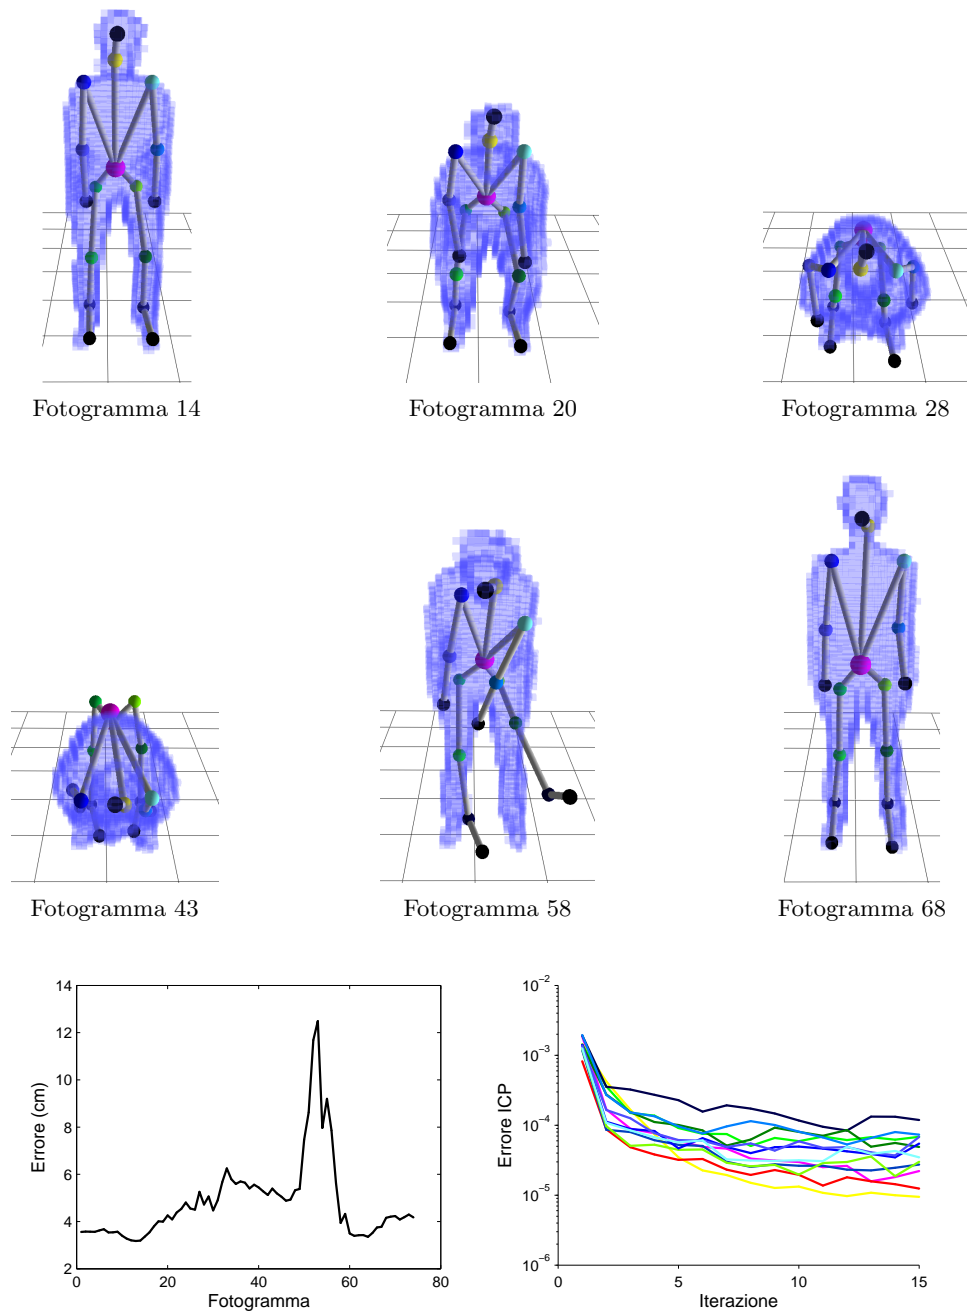 Fotogramma 14
Fotogramma 20
Fotogramma 28
Fotogramma 43
Fotogramma 58
Fotogramma 68
14
12
10
8
6
4
2
0
20
40
60
80
Errore (cm)
Fotogramma
10^-2
10^-3
10^-4
10^-5
10^-6
0
5
10
15
Errore ICP
Iterazione